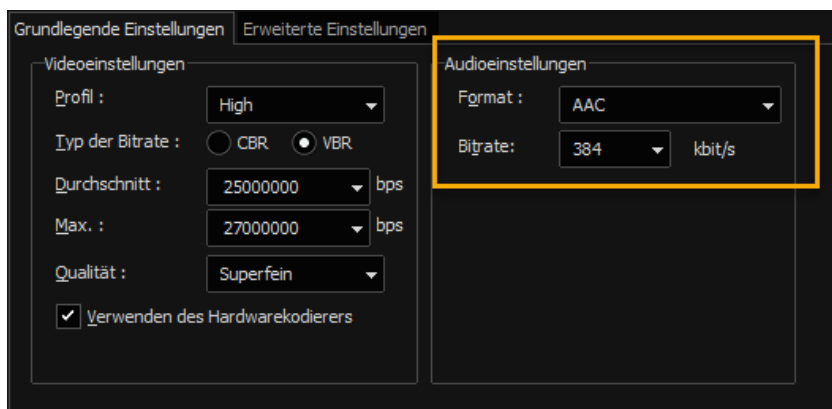 Grundlegende Einstellungen Erweiterte Einstellungen
Videoeinstellungen
Profil : High
Typ der Bitrate : CBR VBR
Durchschnitt : 25000000 bps
Max. : 27000000 bps
Qualität : Superfein
Verwenden des Hardwarekodierers
Audioeinstellungen
Format : AAC
Bitrate: 384 kbit/s